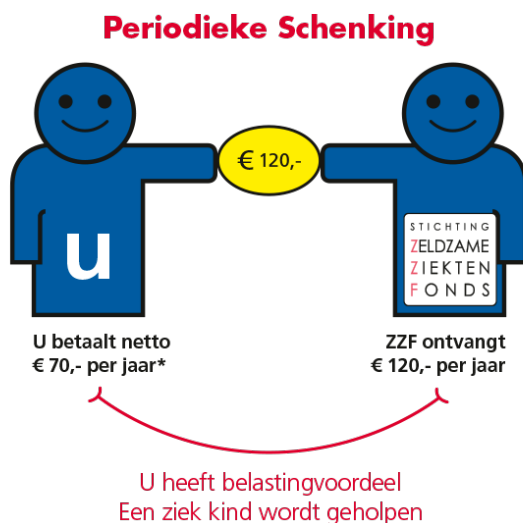 Periodieke Schenking
€ 120,-
u
STICHTING
ZELDZAME
ZIEKTEN
FONDS
U betaalt netto
€ 70,- per jaar*
ZZF ontvangt
€ 120,- per jaar
U heeft belastingvoordeel
Een ziek kind wordt geholpen